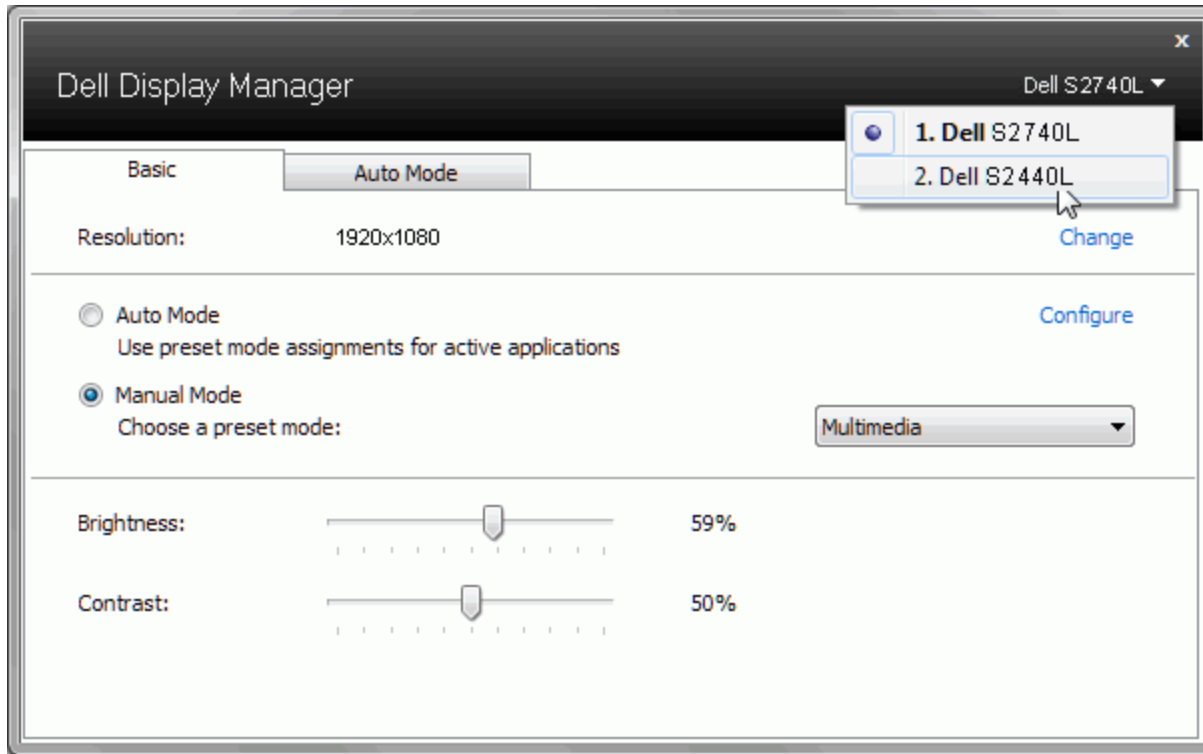 x
Dell Display Manager
Dell S2740L
1. Dell S2740L
2. Dell S2440L
Basic
Auto Mode
Resolution: 1920x1080 Change
Auto Mode Configure
Use preset mode assignments for active applications
Manual Mode
Choose a preset mode: Multimedia
Brightness: 59%
Contrast: 50%